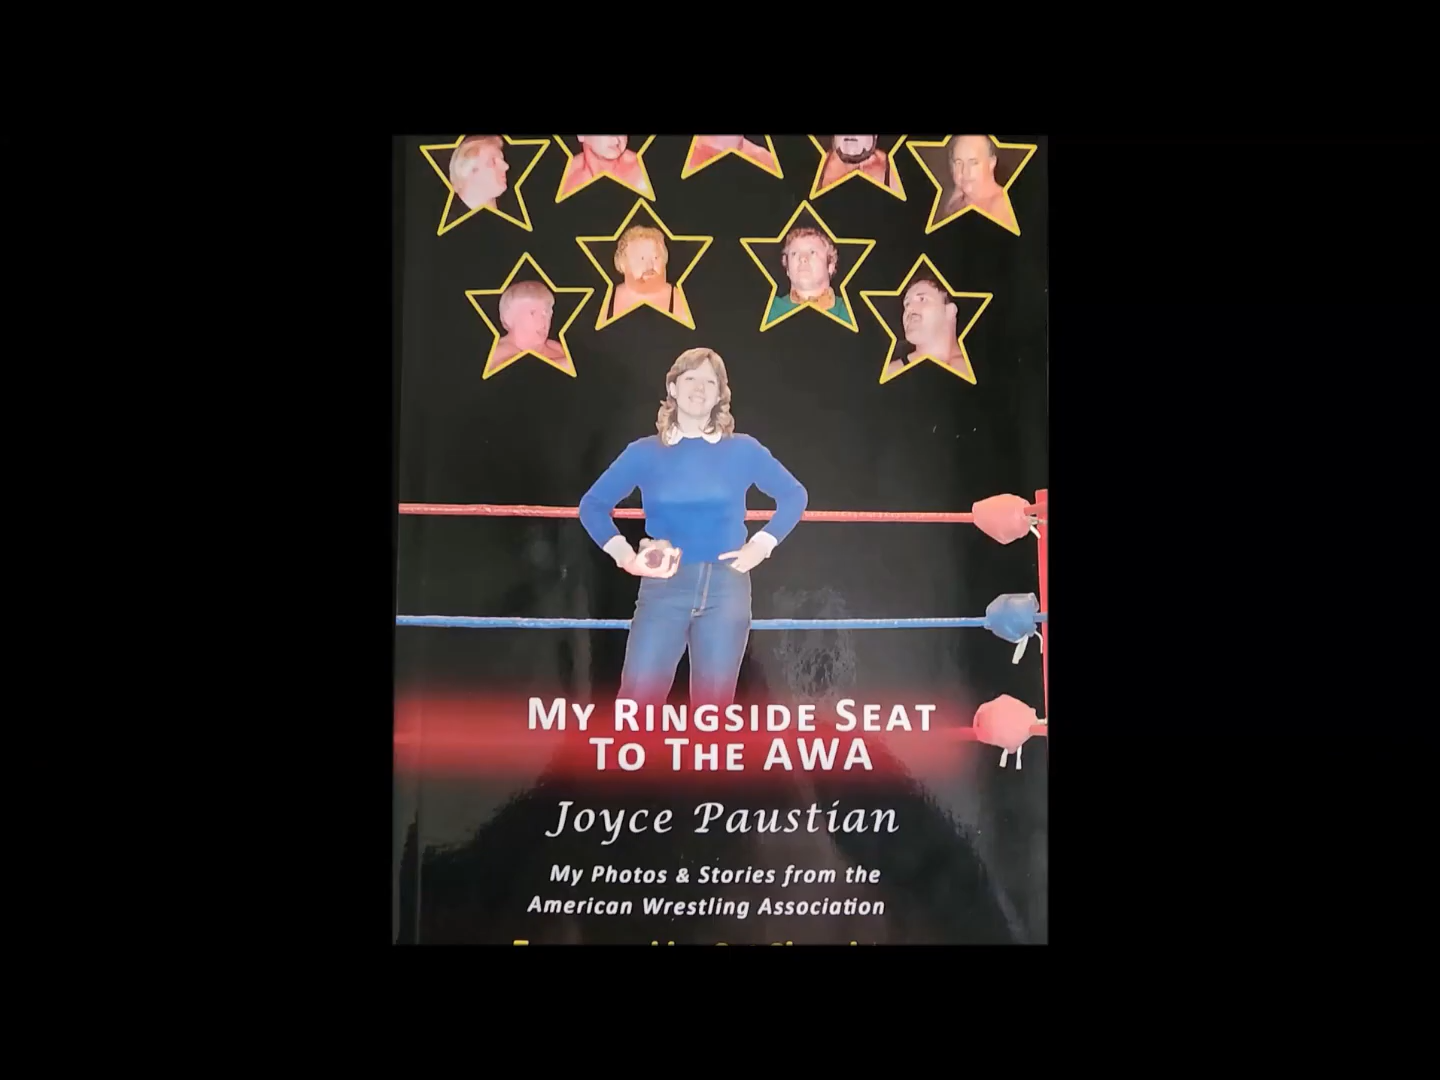 MY RINGSIDE SEAT
TO THE AWA
Joyce Paustian
My Photos & Stories from the
American Wrestling Association